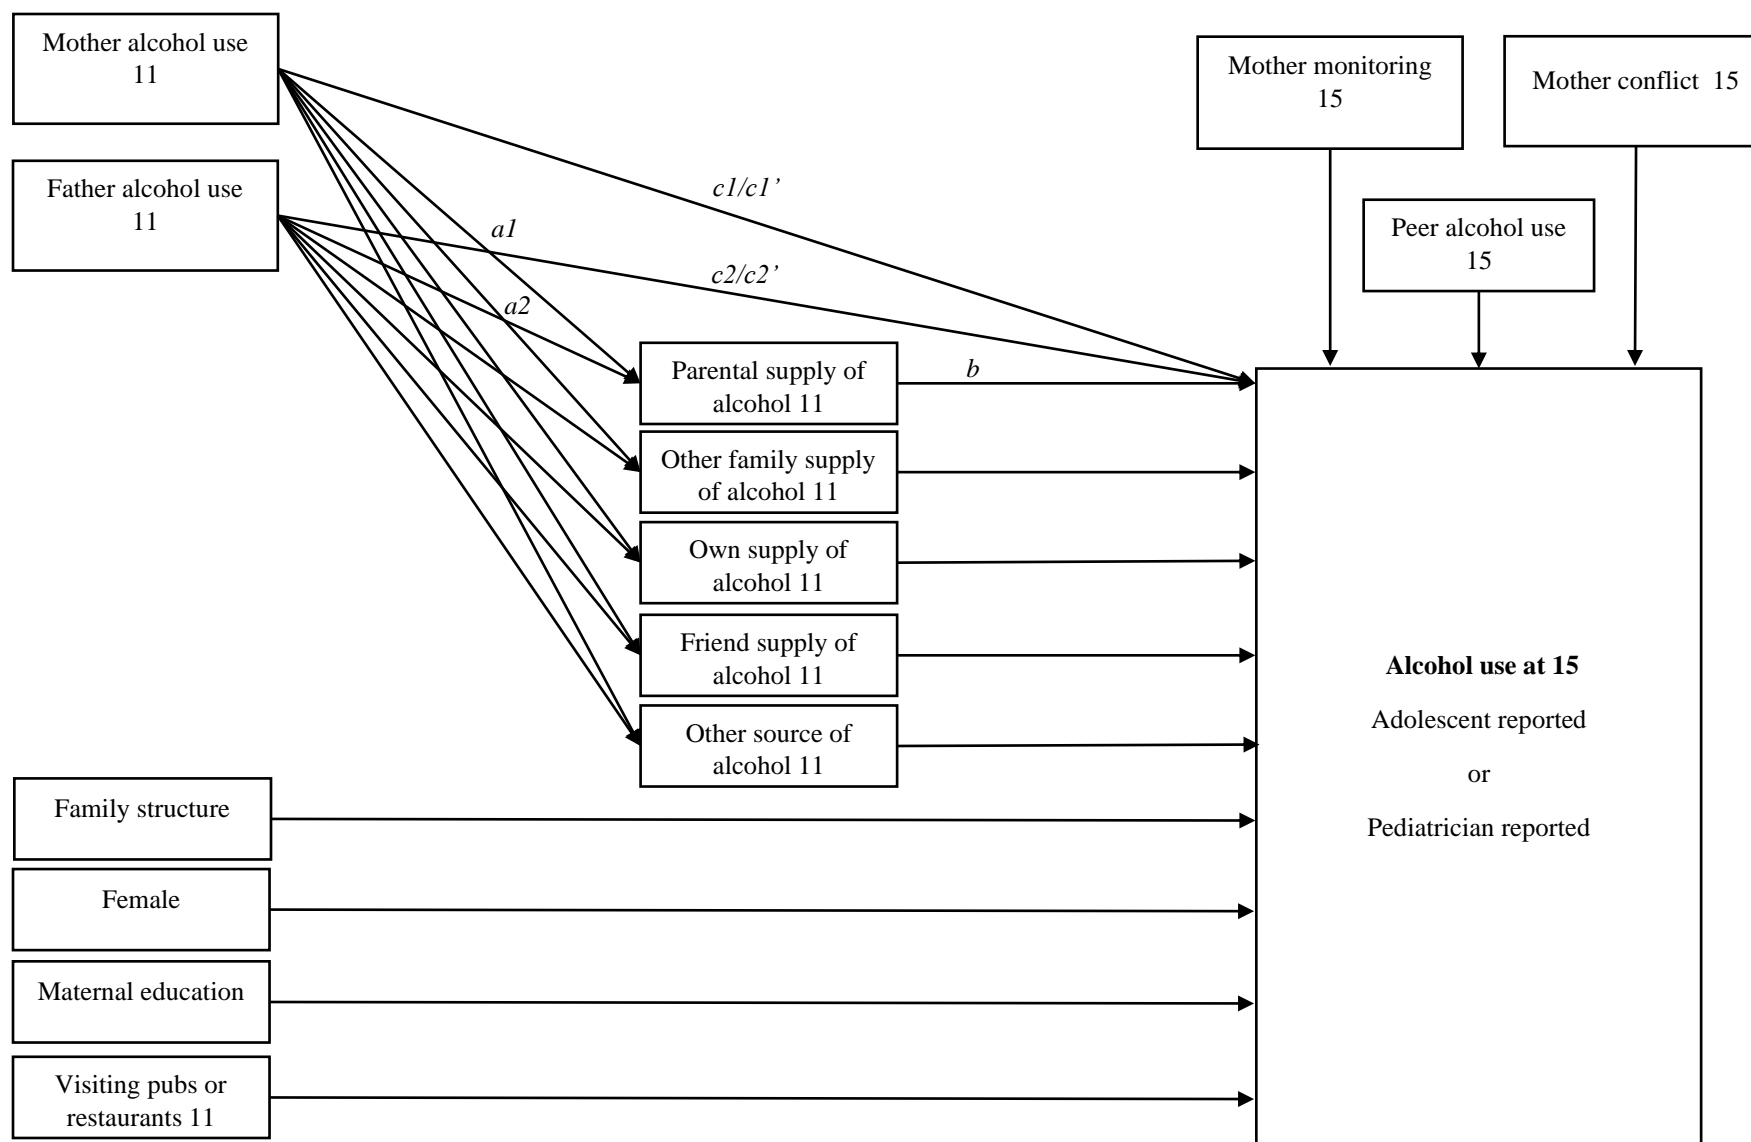 Mother alcohol use
11
Mother monitoring
15
Mother conflict  15
Father alcohol use
11
c1/c1’
a1
Peer alcohol use
15
c2/c2’
a2
Parental supply of
alcohol 11
b
Other family supply
of alcohol 11
Own supply of
alcohol 11
Friend supply of
alcohol 11
Other source of
alcohol 11
Alcohol use at 15
Adolescent reported
or
Pediatrician reported
Family structure
Female
Maternal education
Visiting pubs or
restaurants 11